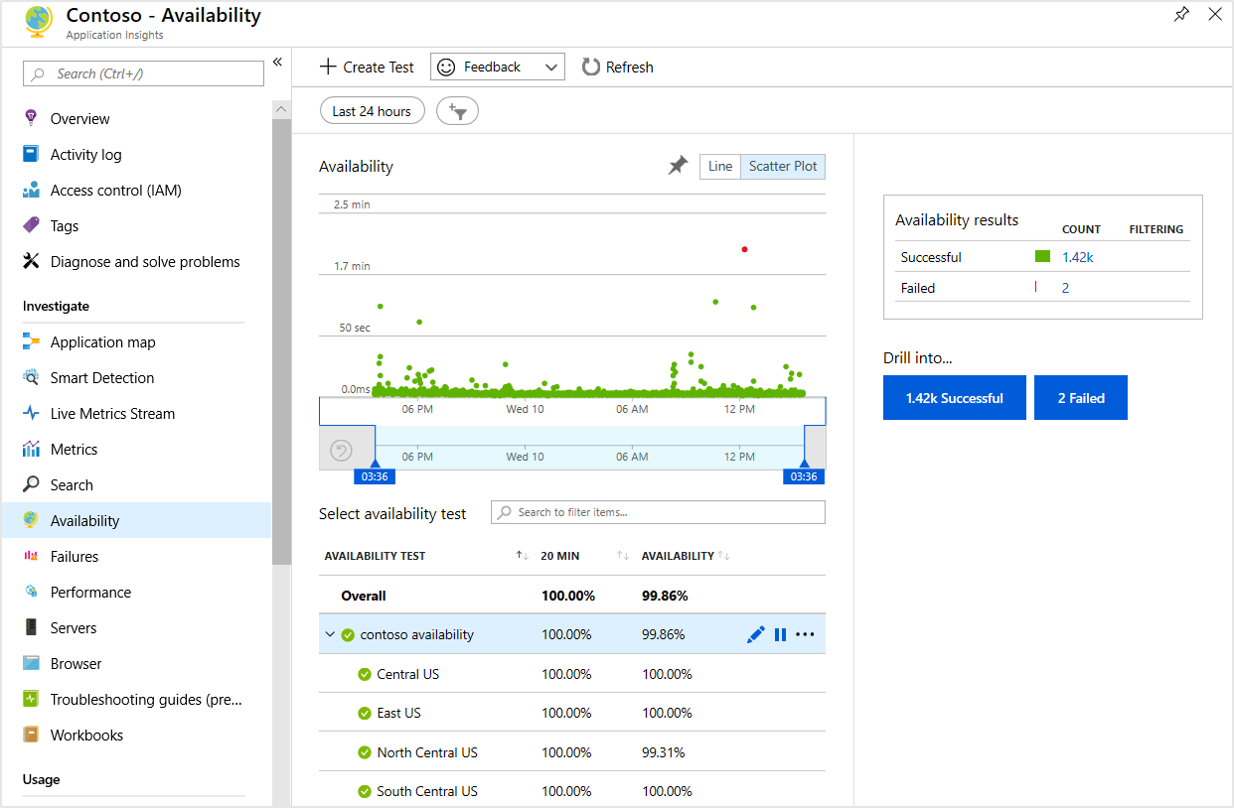 Contoso - Availability
Application Insights
Search (Ctrl+/)
Overview
Activity log
Access control (IAM)
Tags
Diagnose and solve problems
Investigate
Application map
Smart Detection
Live Metrics Stream
Metrics
Search
Availability
Failures
Performance
Servers
Browser
Troubleshooting guides (pre...
Workbooks
Usage
Create Test Feedback Refresh
Last 24 hours
Availability Line Scatter Plot
2.5 min
1.7 min
50 sec
0.0ms
06 PM Wed 10 06 AM 12 PM
06 PM Wed 10 06 AM 12 PM
03:36 03:36
Select availability test Search to filter items...
AVAILABILITY TEST 20 MIN AVAILABILITY
Overall 100.00% 99.86%
contoso availability 100.00% 99.86%
Central US 100.00% 100.00%
East US 100.00% 100.00%
North Central US 100.00% 99.31%
South Central US 100.00% 100.00%
Availability results COUNT FILTERING
Successful 1.42k
Failed 2
Drill into...
1.42k Successful 2 Failed